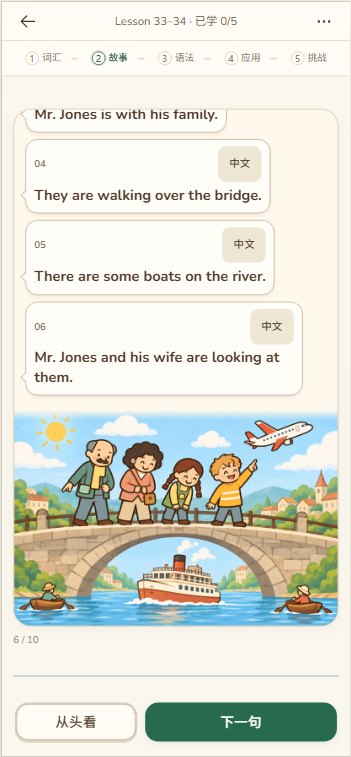 Lesson 33–34 · 已学 0/5
1 词汇 – 2 故事 – 3 语法 – 4 应用 – 5 挑战
Mr. Jones is with his family.
04 中文
They are walking over the bridge.
05 中文
There are some boats on the river.
06 中文
Mr. Jones and his wife are looking at
them.
6 / 10
从头看 下一句